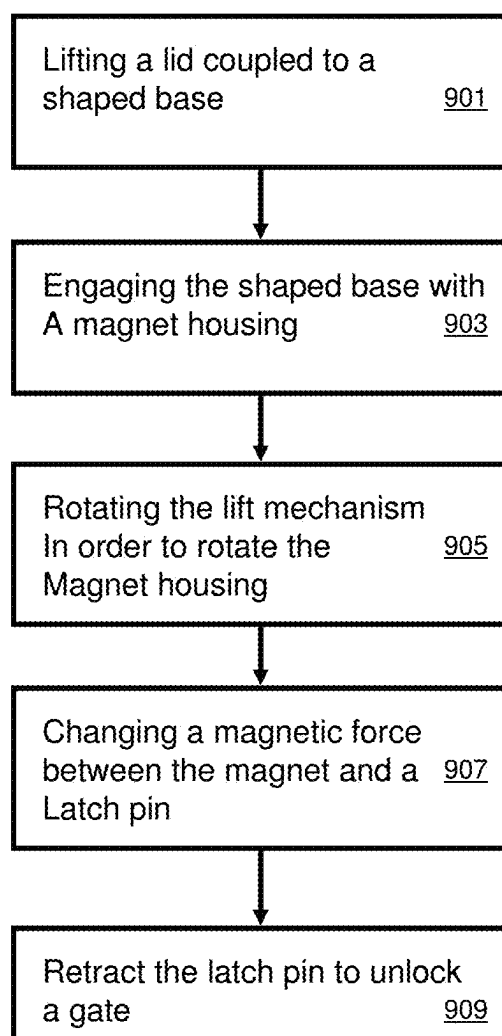 Lifting a lid coupled to a
shaped base 901
Engaging the shaped base with
A magnet housing 903
Rotating the lift mechanism
In order to rotate the 905
Magnet housing
Changing a magnetic force
between the magnet and a 907
Latch pin
Retract the latch pin to unlock
a gate 909